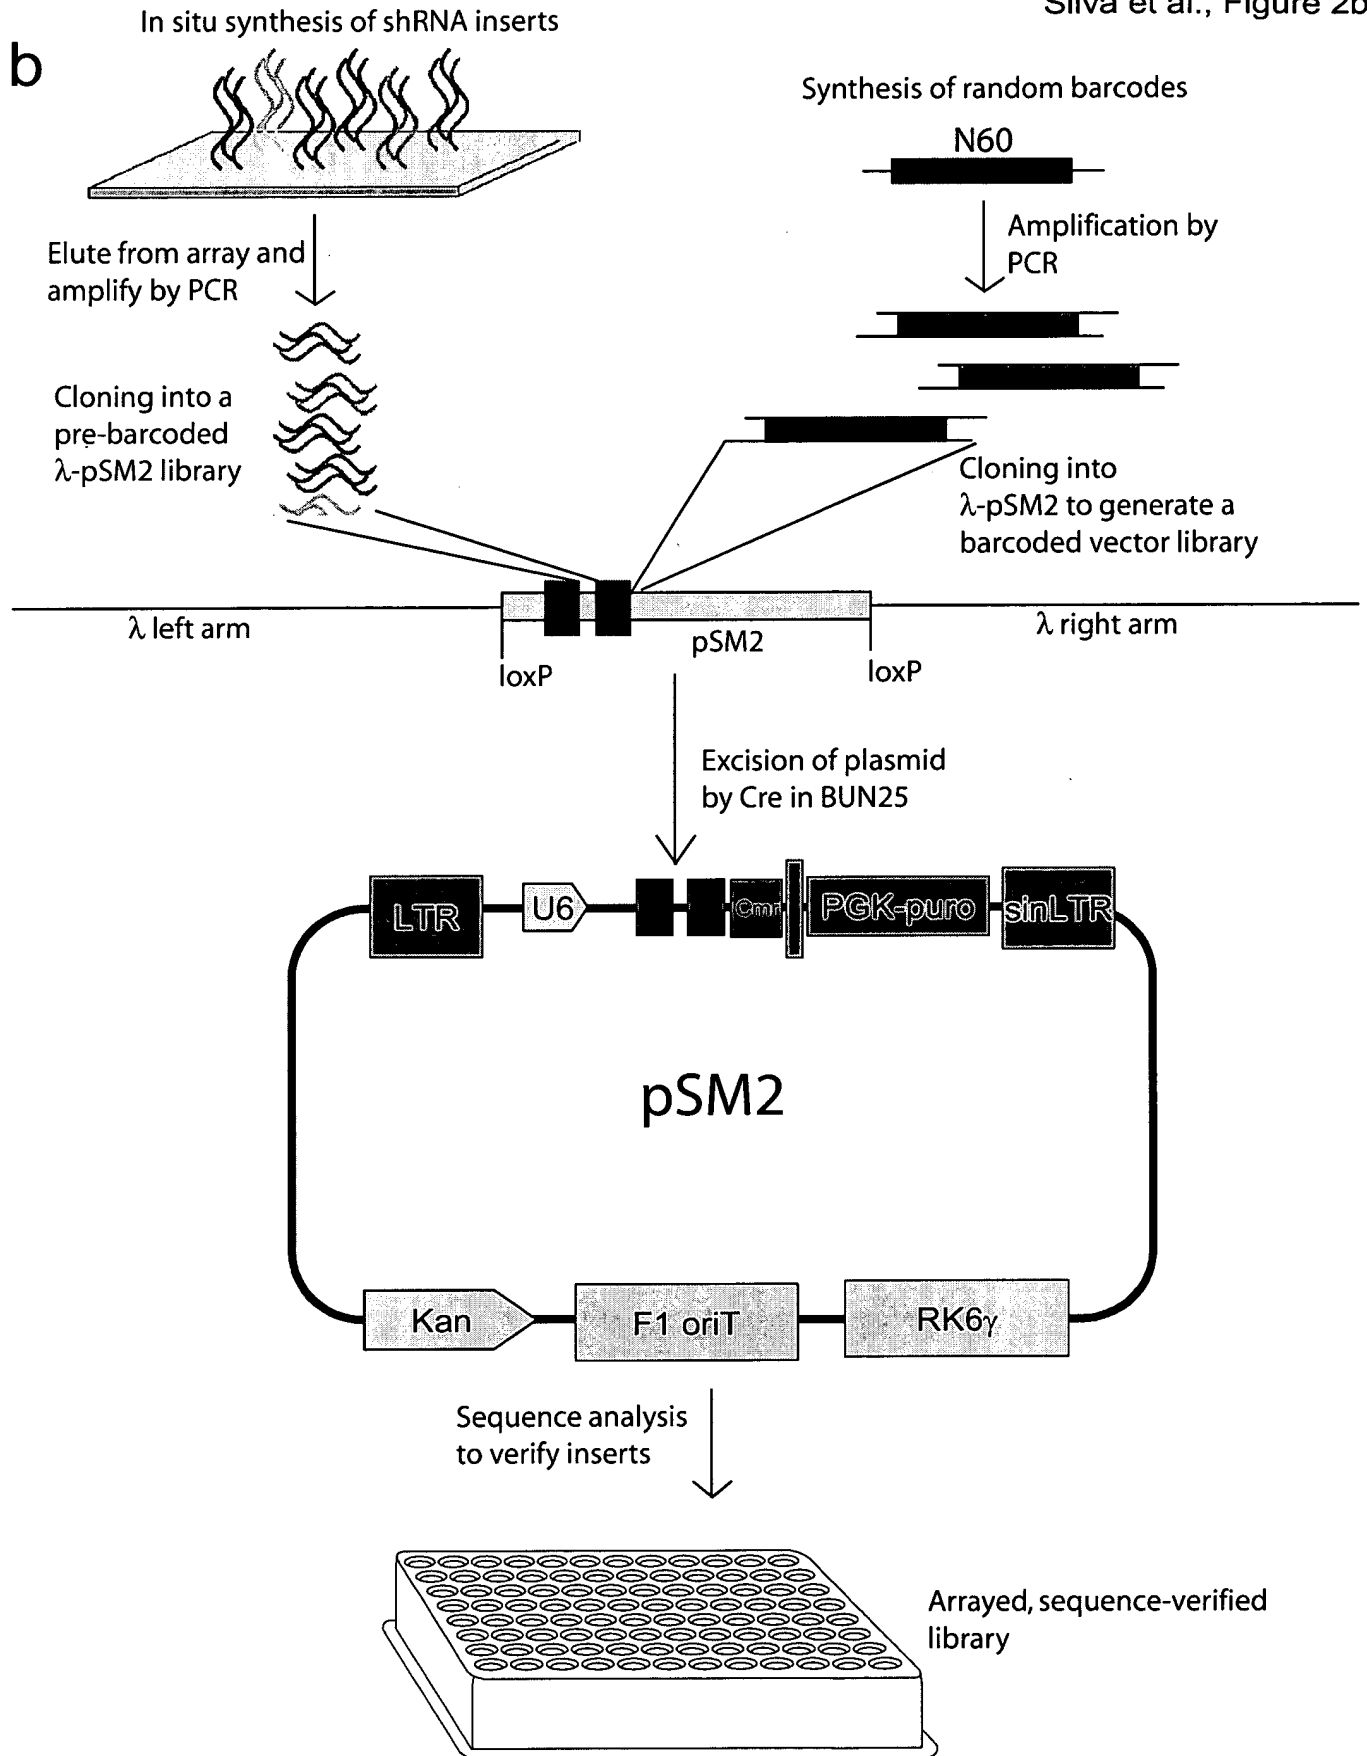 Silva et al., Figure 2b
In situ synthesis of shRNA inserts
b
Synthesis of random barcodes
N60
Amplification by
PCR
Elute from array and
amplify by PCR
Cloning into a
pre-barcoded
λ-pSM2 library
Cloning into
λ-pSM2 to generate a
barcoded vector library
λ left arm
pSM2
λ right arm
loxP
loxP
Excision of plasmid
by Cre in BUN25
LTR
U6
Cmr
PGK-puro
sinLTR
pSM2
Kan
F1 oriT
RK6γ
Sequence analysis
to verify inserts
Arrayed, sequence-verified
library